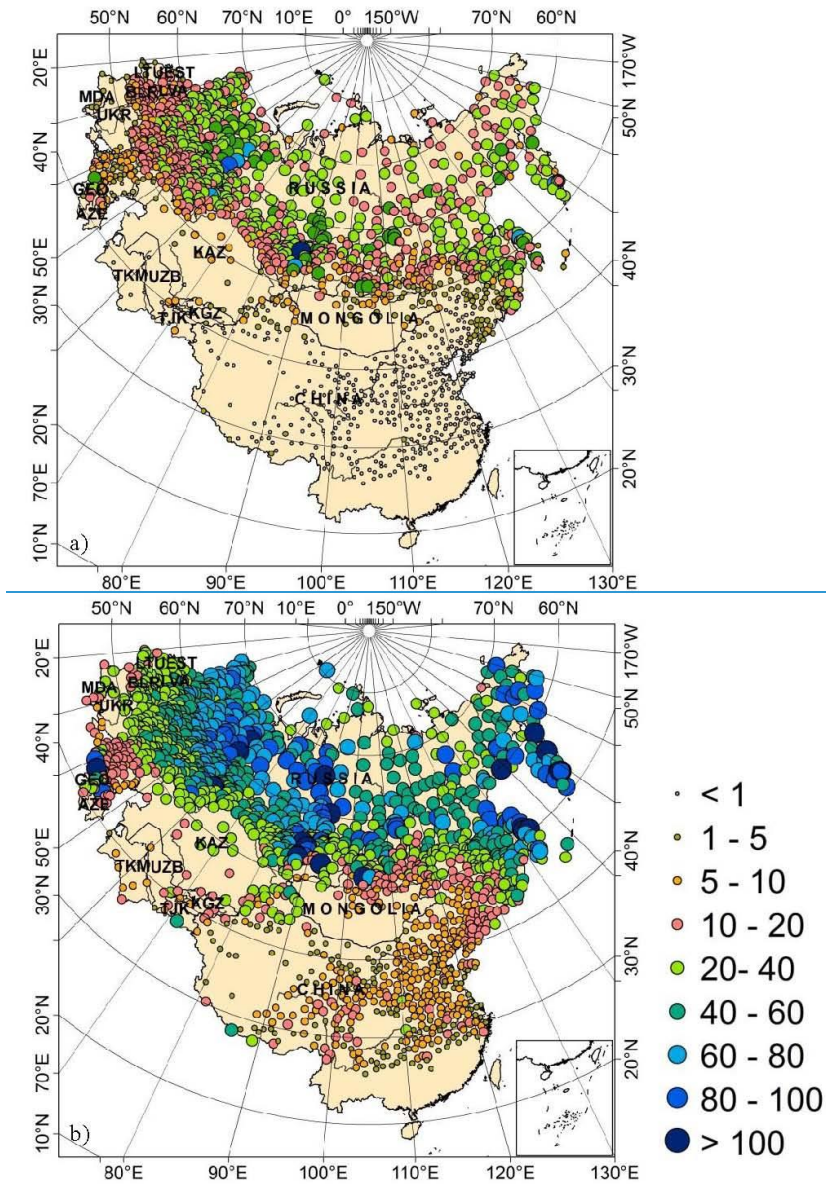 50°N 60°N 70°N 10°E 0° 150°W 70°N 60°N
20°E
170°W
LTU EST
BLR LVA
MDA
UKR
50°N
40°N
GEO
RUSSIA
AZE
50°E
KAZ
40°N
TKM UZB
30°N
TJK KGZ
MONGOLIA
30°N
CHINA
20°N
20°N
70°E
10°N
a)
80°E 90°E 100°E 110°E 120°E 130°E
50°N 60°N 70°N 10°E 0° 150°W 70°N 60°N
20°E
170°W
LTU EST
BLR LVA
MDA
UKR
50°N
40°N
GEO
RUSSIA
AZE
50°E
KAZ
40°N
TKM UZB
30°N
TJK KGZ
MONGOLIA
30°N
CHINA
20°N
20°N
70°E
10°N
b)
80°E 90°E 100°E 110°E 120°E 130°E
< 1
1 - 5
5 - 10
10 - 20
20- 40
40 - 60
60 - 80
80 - 100
> 100